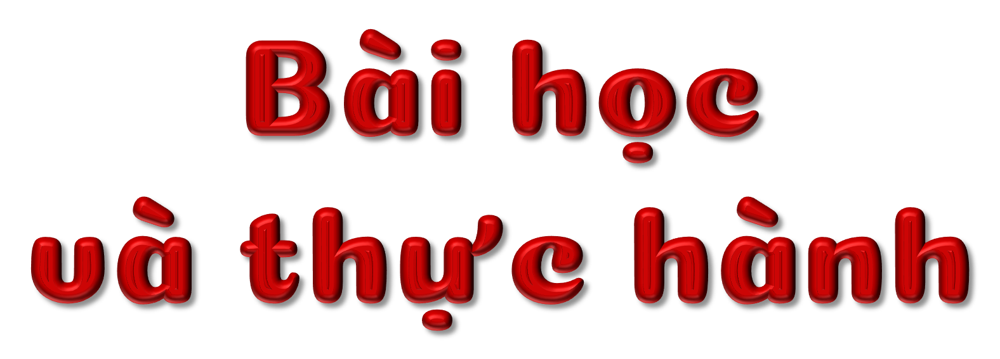 Bài học
và thực hành